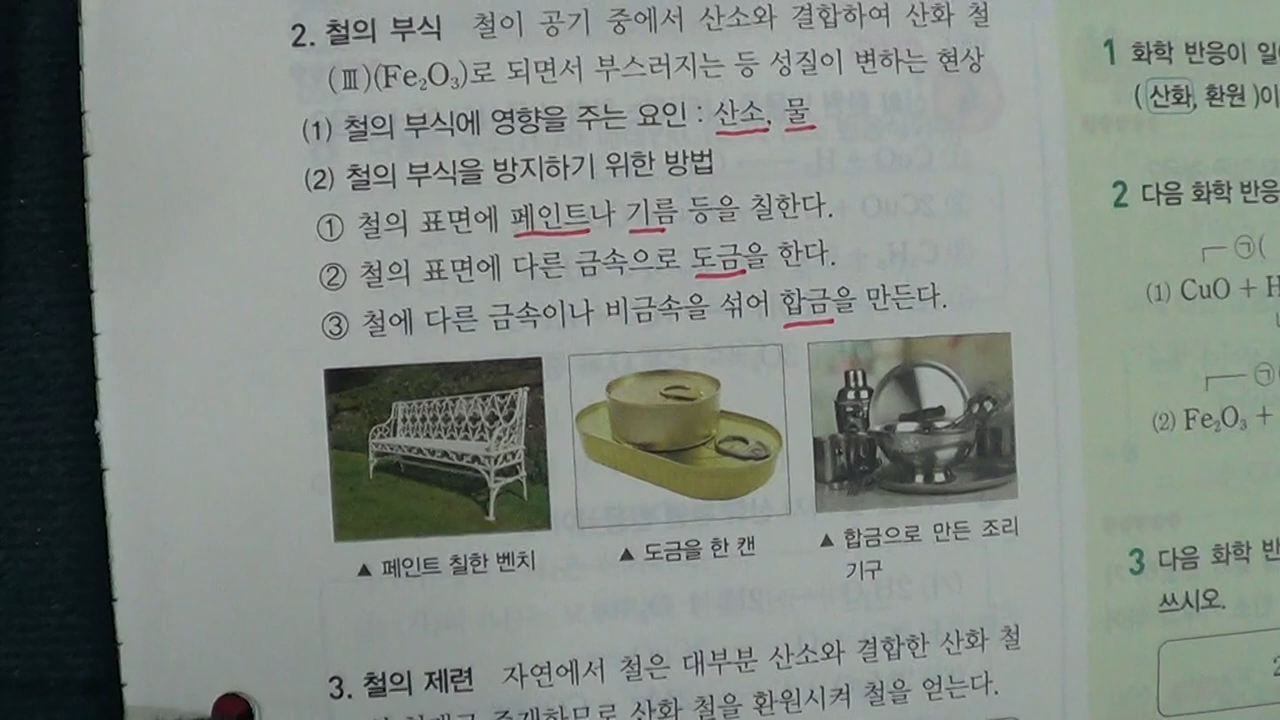 2. 철의 부식 철이 공기 중에서 산소와 결합하여 산화 철
(Ⅲ)(Fe₂O₃)로 되면서 부스러지는 등 성질이 변하는 현상
(1) 철의 부식에 영향을 주는 요인 : 산소, 물
(2) 철의 부식을 방지하기 위한 방법
① 철의 표면에 페인트나 기름 등을 칠한다.
② 철의 표면에 다른 금속으로 도금을 한다.
③ 철에 다른 금속이나 비금속을 섞어 합금을 만든다.
▲ 페인트 칠한 벤치
▲ 도금을 한 캔
▲ 합금으로 만든 조리
기구
3. 철의 제련 자연에서 철은 대부분 산소와 결합한 산화 철
존재하므로 산화 철을 환원시켜 철을 얻는다.
1 화학 반응이 일
(산화, 환원)이
2 다음 화학 반응
㉠(
(1) CuO + H
㉠
(2) Fe₂O₃ +
3 다음 화학 반
쓰시오.
2